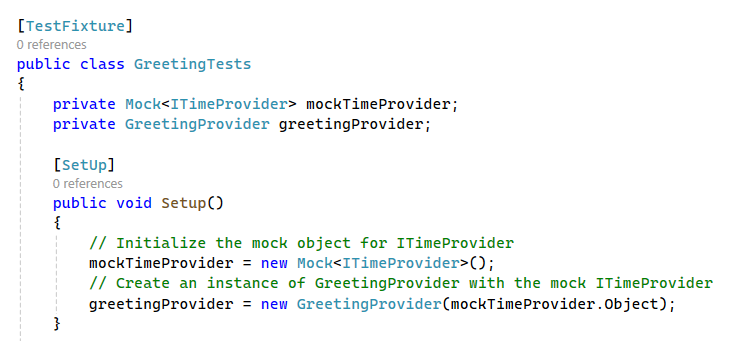 [TestFixture]
0 references
public class GreetingTests
{
    private Mock<ITimeProvider> mockTimeProvider;
    private GreetingProvider greetingProvider;

    [SetUp]
    0 references
    public void Setup()
    {
        // Initialize the mock object for ITimeProvider
        mockTimeProvider = new Mock<ITimeProvider>();
        // Create an instance of GreetingProvider with the mock ITimeProvider
        greetingProvider = new GreetingProvider(mockTimeProvider.Object);
    }